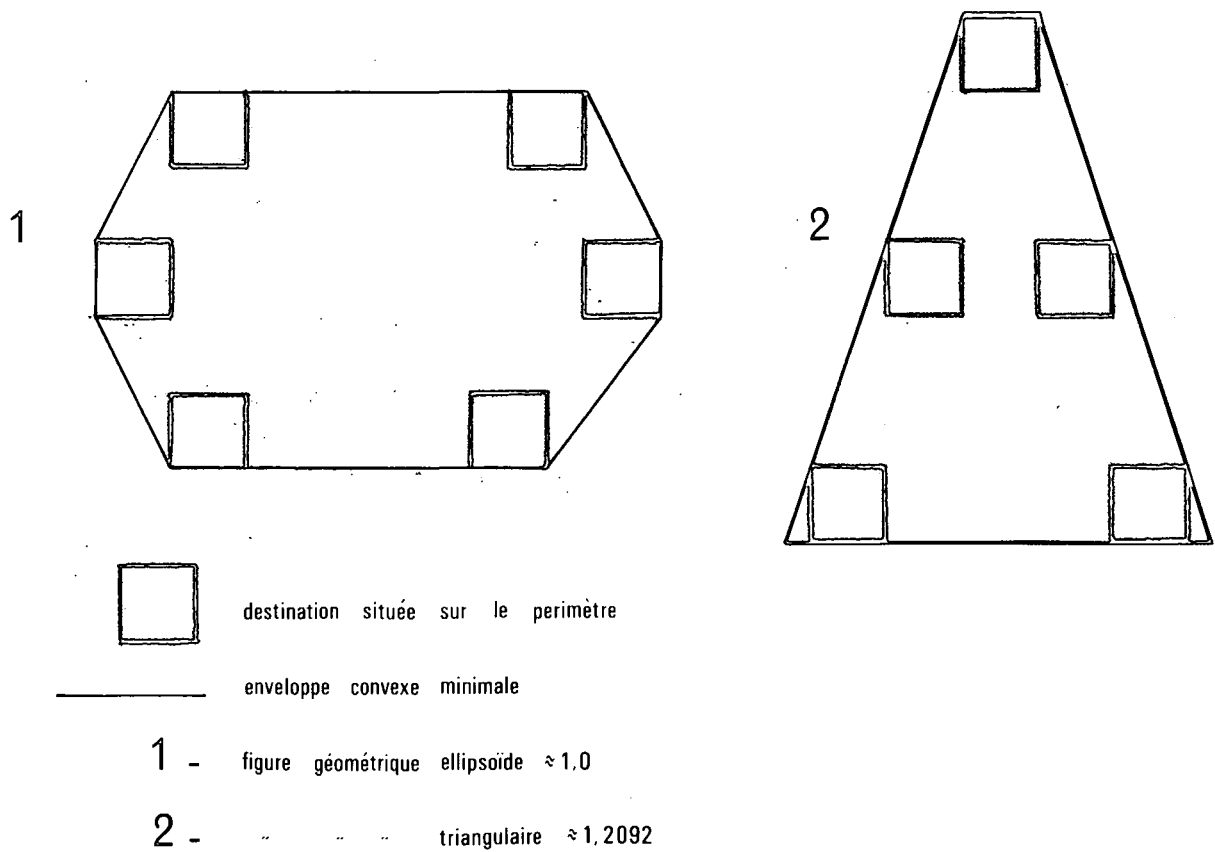 1
2
destination située sur le perimètre
enveloppe convexe minimale
1 - figure géométrique ellipsoïde ≈ 1,0
2 - " " " triangulaire ≈ 1,2092